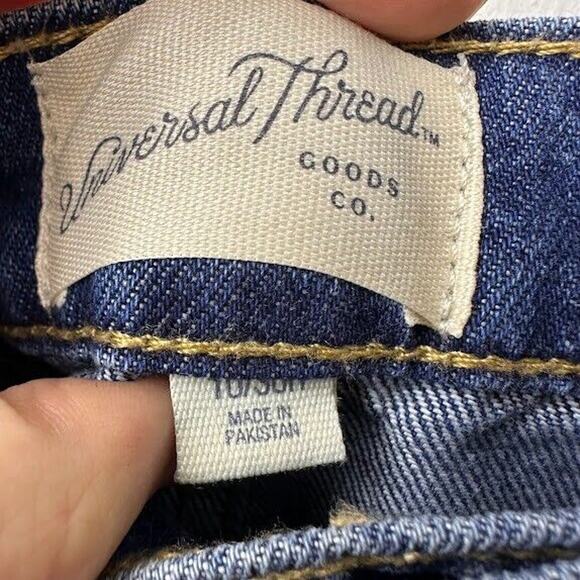 Universal Thread™
GOODS
CO.
MADE IN
PAKISTAN